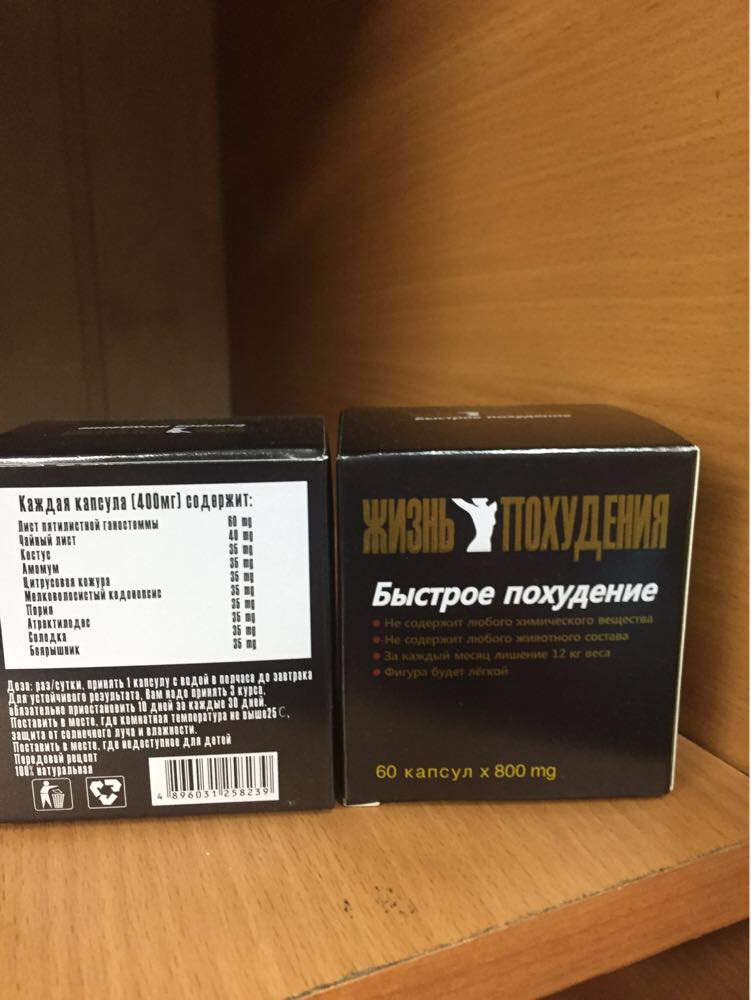 Каждая капсула (400мг) содержит:
Лист пятилистной гиностеммы 60 mg
Чайный лист 40 mg
Костус 35 mg
Амомум 35 mg
Цитрусовая кожура 35 mg
Мелковолосистый кодонопсис 35 mg
Пория 35 mg
Атрактилодес 35 mg
Солодка 35 mg
Боярышник 35 mg
Доза: раз/сутки, принять 1 капсулу с водой в полчаса до завтрака
Для устойчивого результата, Вам надо принять 3 курса,
обязательно приостановить 10 дней за каждые 30 дней.
Поставить в месте, где комнатная температура не выше25С,
защита от солнечного луча и влажности.
Поставить в месте, где недоступное для детей
Передовой рецепт
100% натуральная
4 896031 258239
Быстрое похудение
ЖИЗНЬ ПОХУДЕНИЯ
Быстрое похудение
Не содержит любого химического вещества
Не содержит любого животного состава
За каждый месяц лишение 12 кг веса
Фигура будет лёгкой
60 капсул x 800 mg